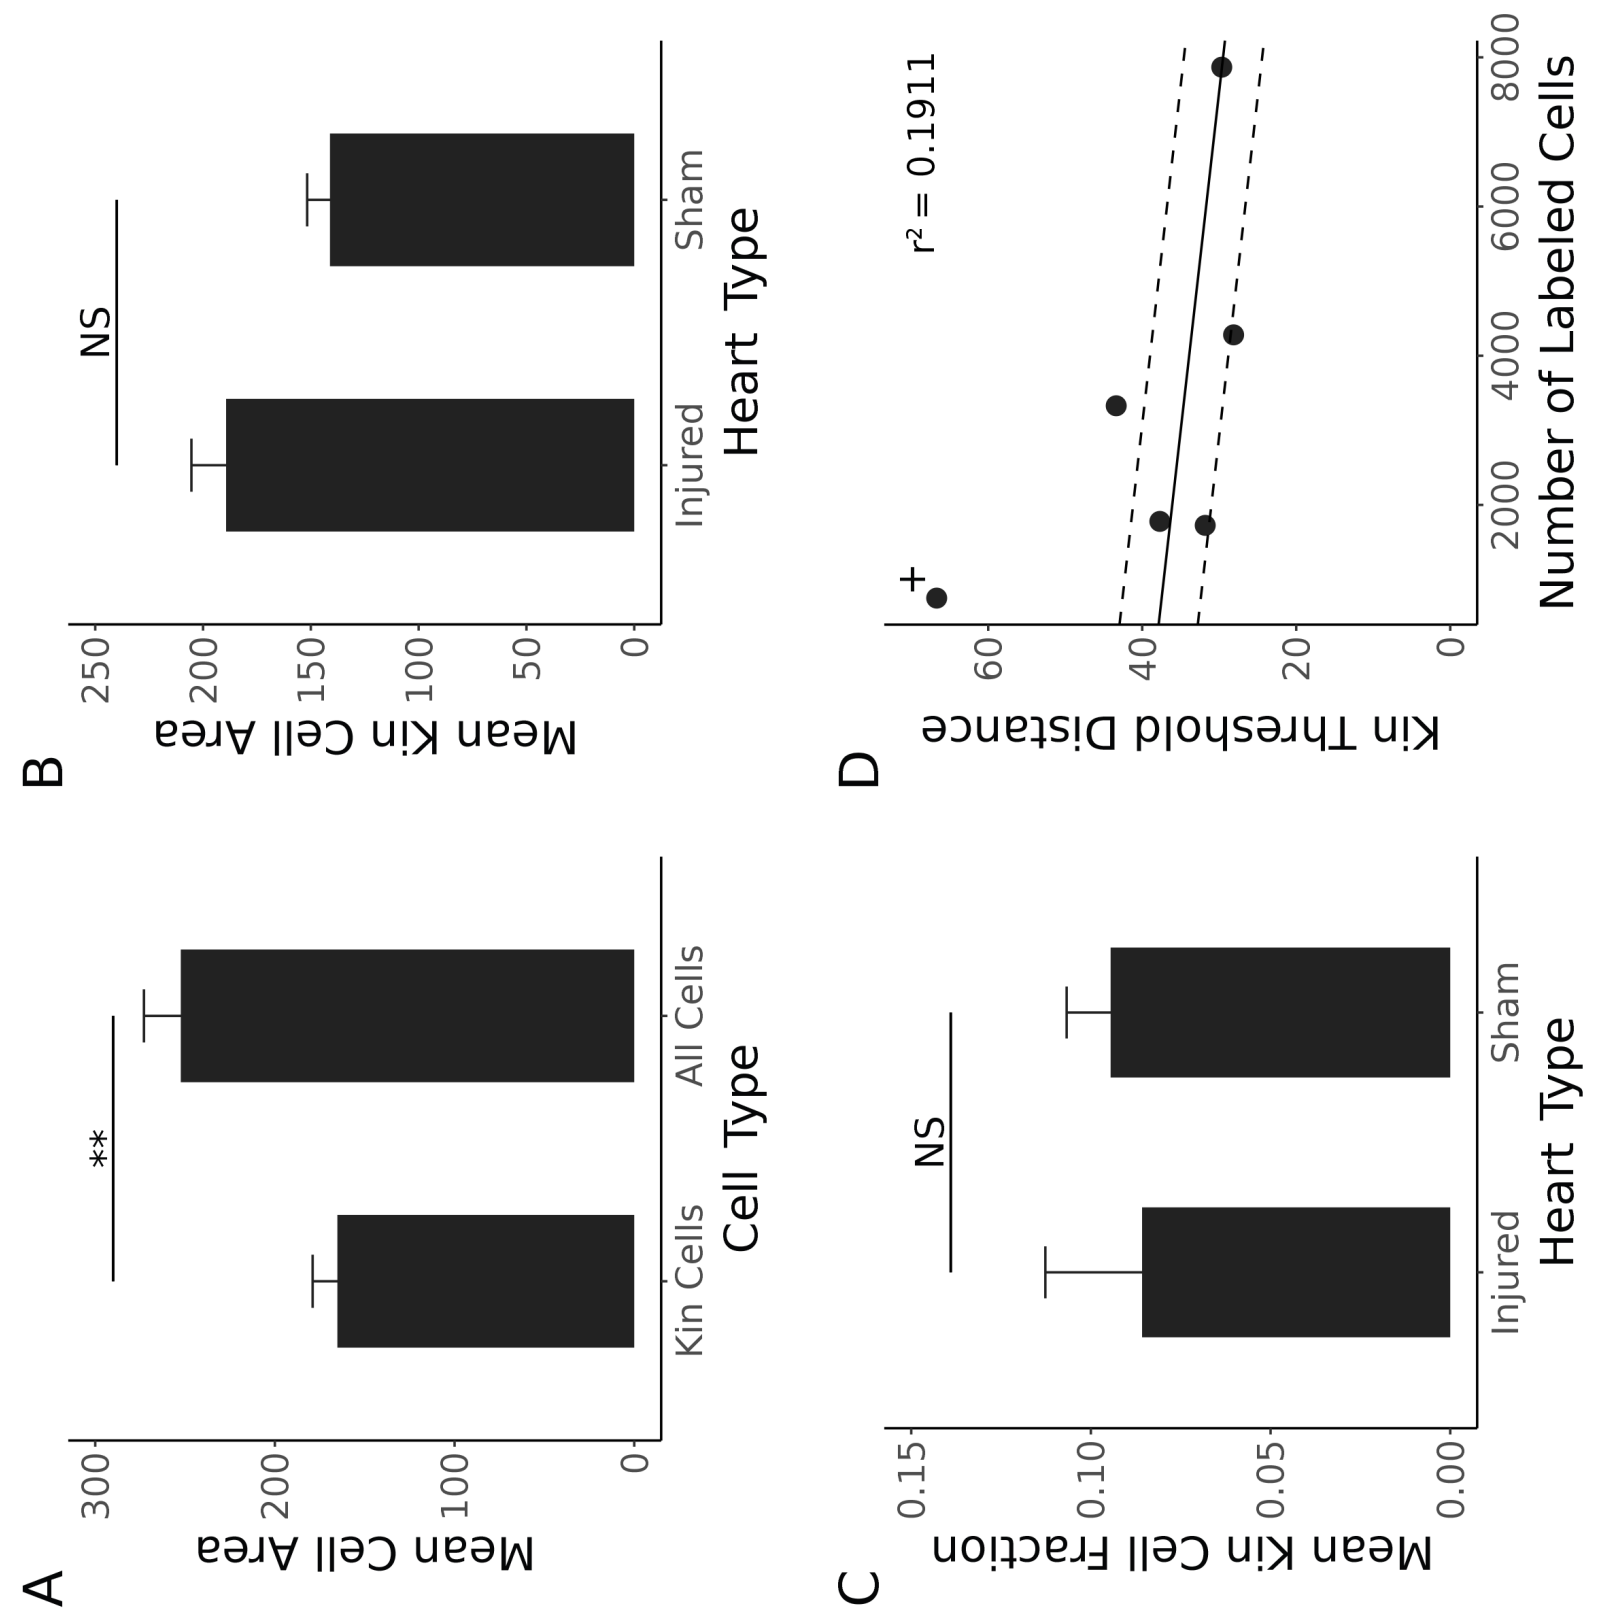 A
Mean Cell Area
300
200
100
0
**
Kin Cells
All Cells
Cell Type
B
Mean Kin Cell Area
250
200
150
100
50
0
NS
Injured
Sham
Heart Type
C
Mean Kin Cell Fraction
0.15
0.10
0.05
0.00
NS
Injured
Sham
Heart Type
D
Kin Threshold Distance
60
40
20
0
+
r² = 0.1911
2000
4000
6000
8000
Number of Labeled Cells